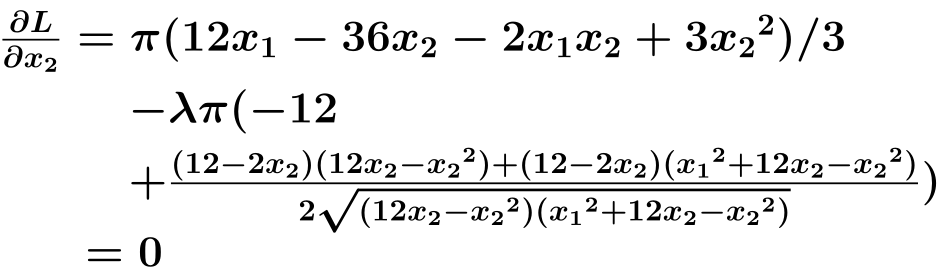 ∂L/∂x₂ = π(12x₁ − 36x₂ − 2x₁x₂ + 3x₂²)/3
−λπ(−12
+((12−2x₂)(12x₂−x₂²)+(12−2x₂)(x₁²+12x₂−x₂²))/(2√((12x₂−x₂²)(x₁²+12x₂−x₂²))))
= 0